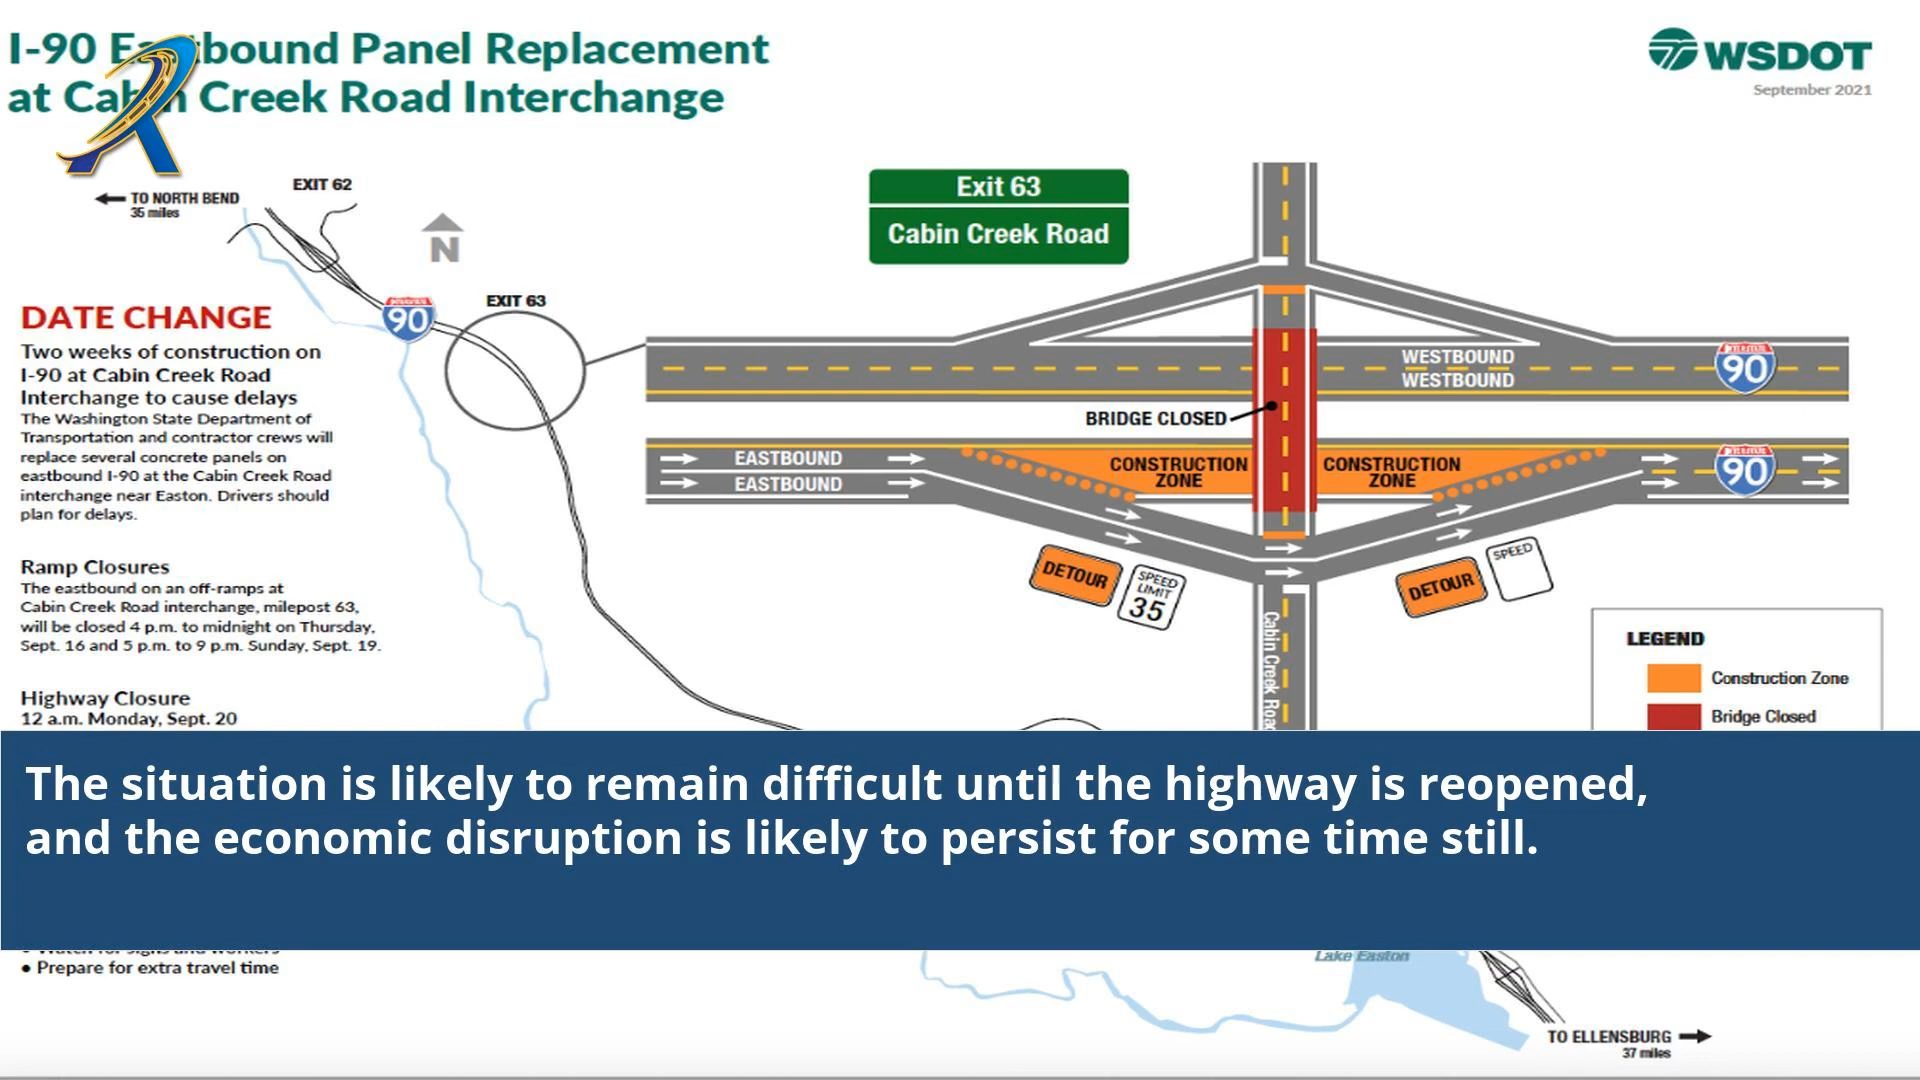 I-90 Eastbound Panel Replacement
at Cabin Creek Road Interchange
WSDOT
September 2021
TO NORTH BEND
35 miles
EXIT 62
N
EXIT 63
90
Exit 63
Cabin Creek Road
DATE CHANGE
Two weeks of construction on
I-90 at Cabin Creek Road
Interchange to cause delays
The Washington State Department of
Transportation and contractor crews will
replace several concrete panels on
eastbound I-90 at the Cabin Creek Road
interchange near Easton. Drivers should
plan for delays.
Ramp Closures
The eastbound on an off-ramps at
Cabin Creek Road interchange, milepost 63,
will be closed 4 p.m. to midnight on Thursday,
Sept. 16 and 5 p.m. to 9 p.m. Sunday, Sept. 19.
Highway Closure
12 a.m. Monday, Sept. 20
WESTBOUND
WESTBOUND
90
BRIDGE CLOSED
EASTBOUND
EASTBOUND
CONSTRUCTION
ZONE
CONSTRUCTION
ZONE
90
DETOUR
SPEED
LIMIT
35
DETOUR
SPEED
Cabin Creek Road
LEGEND
Construction Zone
Bridge Closed
The situation is likely to remain difficult until the highway is reopened,
and the economic disruption is likely to persist for some time still.
• Watch for signs and workers
• Prepare for extra travel time
Lake Easton
TO ELLENSBURG
37 miles